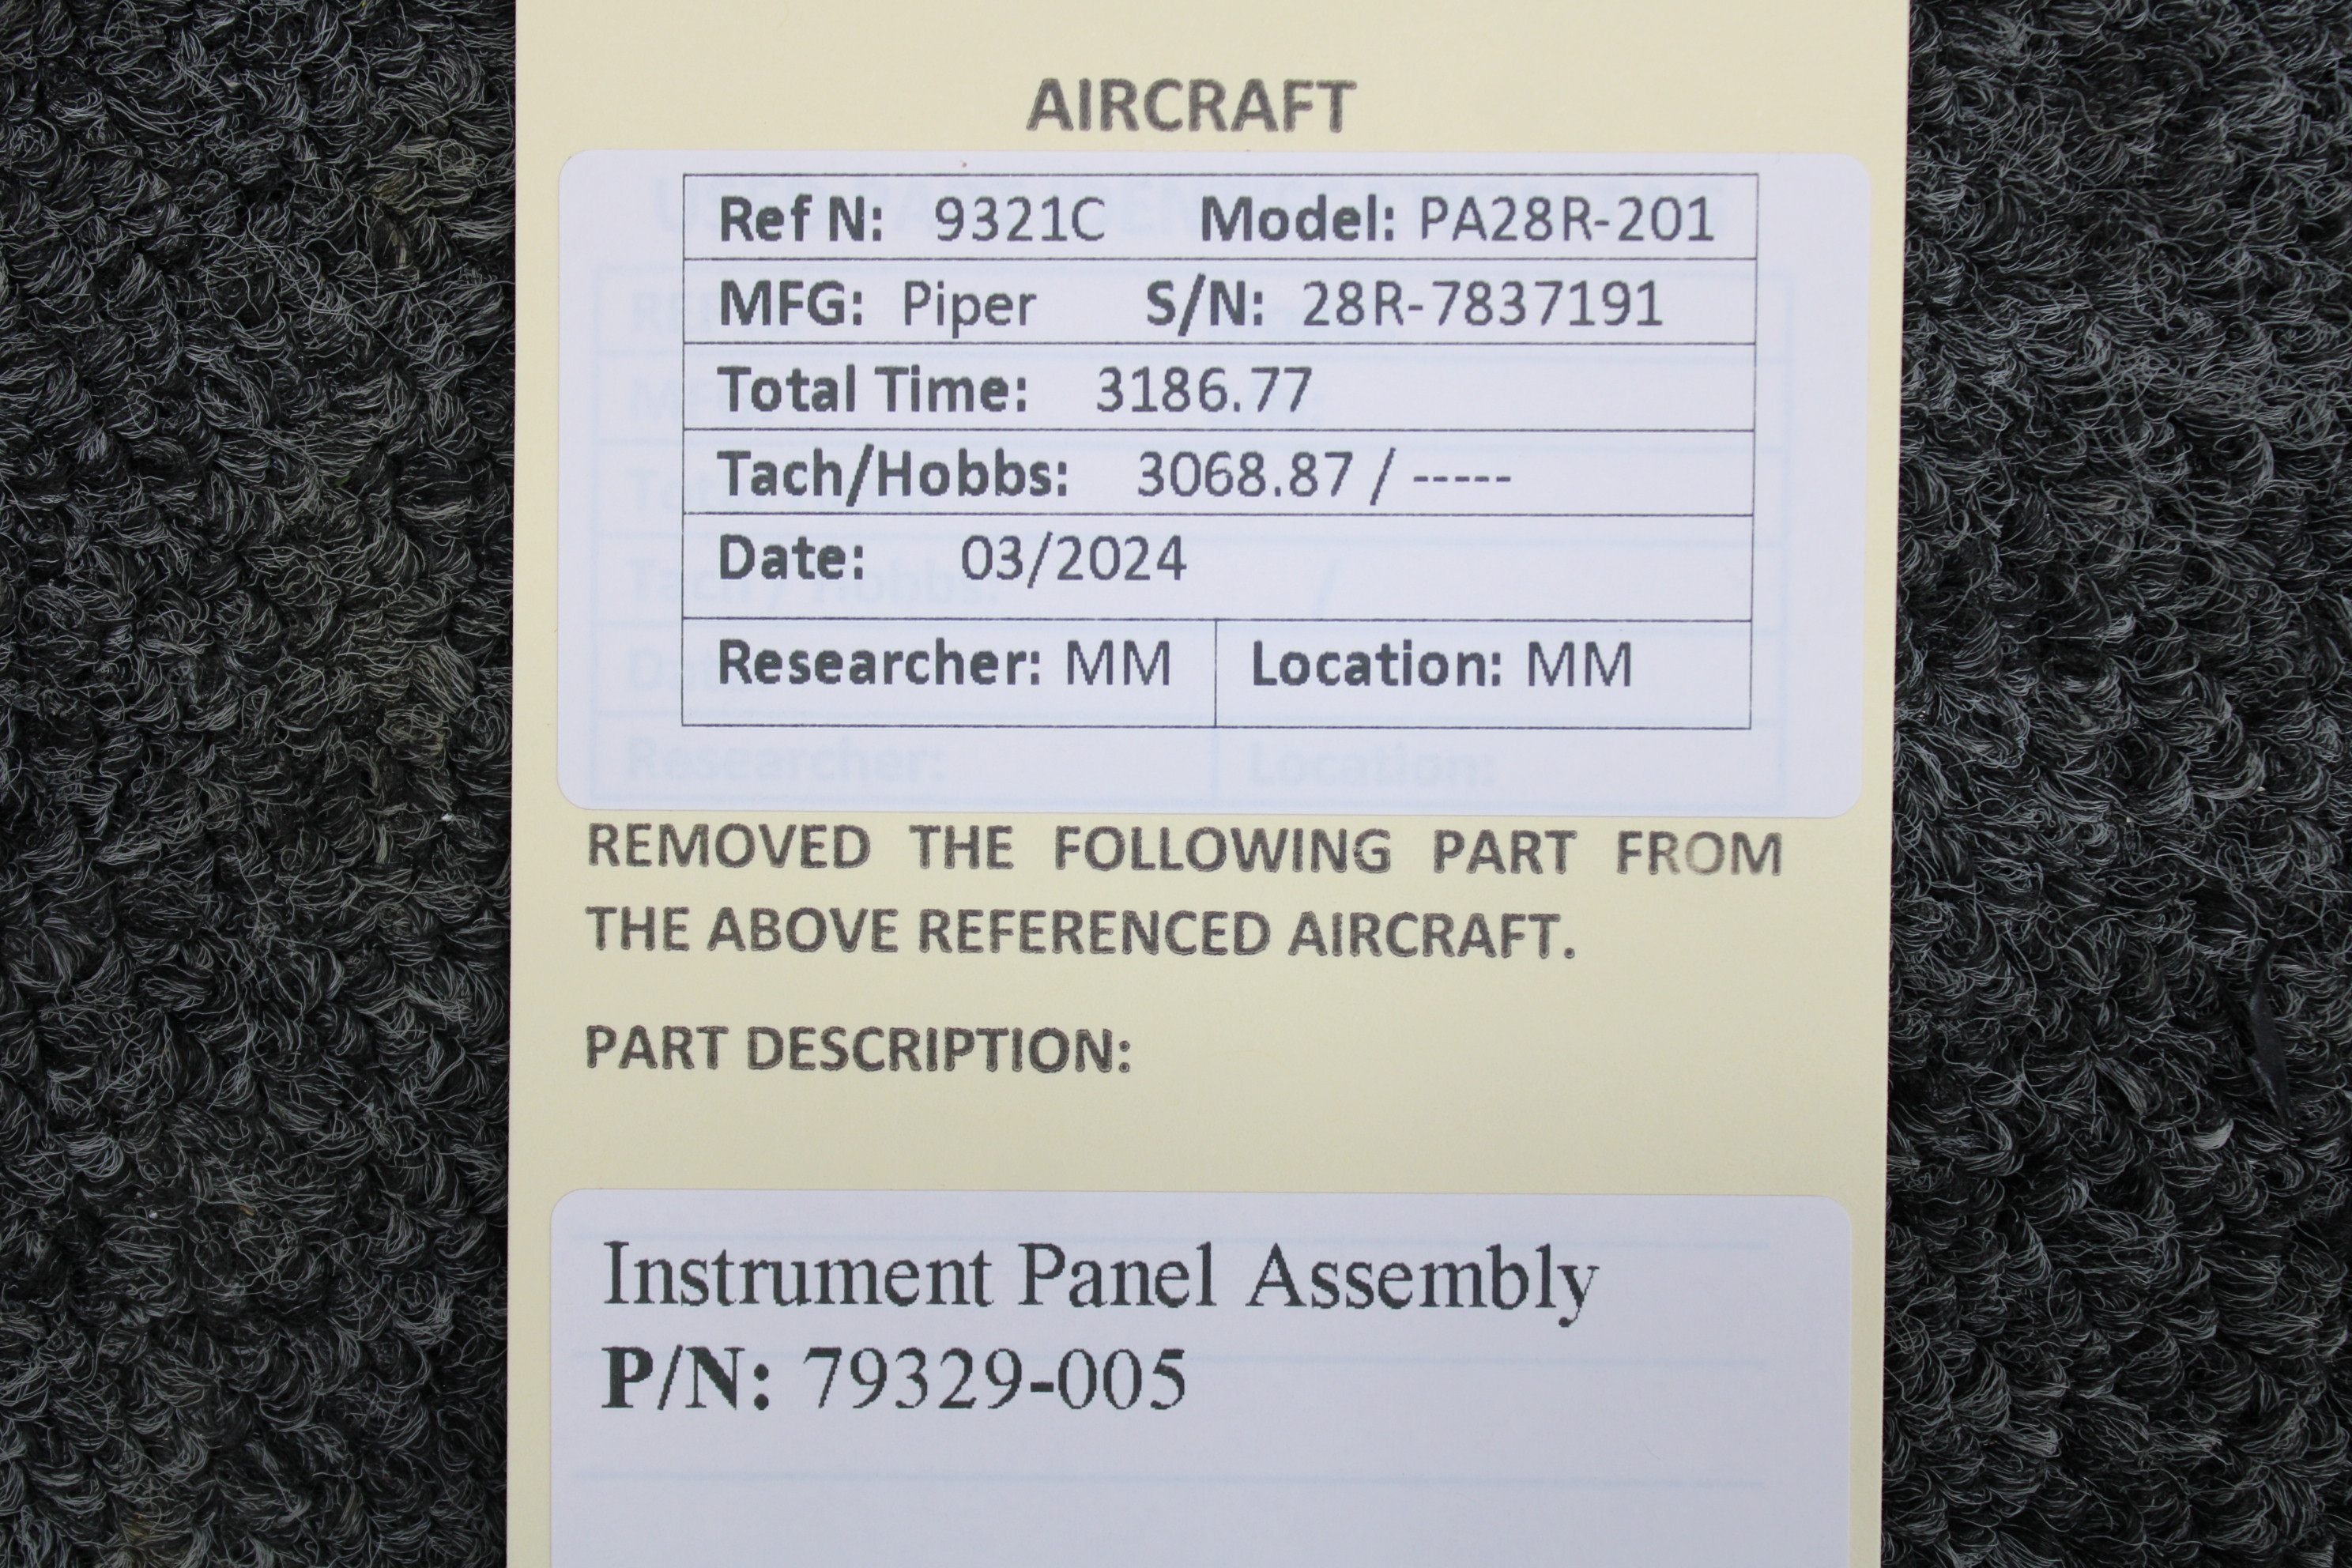 AIRCRAFT
Ref N: 9321C Model: PA28R-201
MFG: Piper S/N: 28R-7837191
Total Time: 3186.77
Tach/Hobbs: 3068.87 / -----
Date: 03/2024
Researcher: MM Location: MM
Researcher: Location:
REMOVED THE FOLLOWING PART FROM
THE ABOVE REFERENCED AIRCRAFT.
PART DESCRIPTION:
Instrument Panel Assembly
P/N: 79329-005